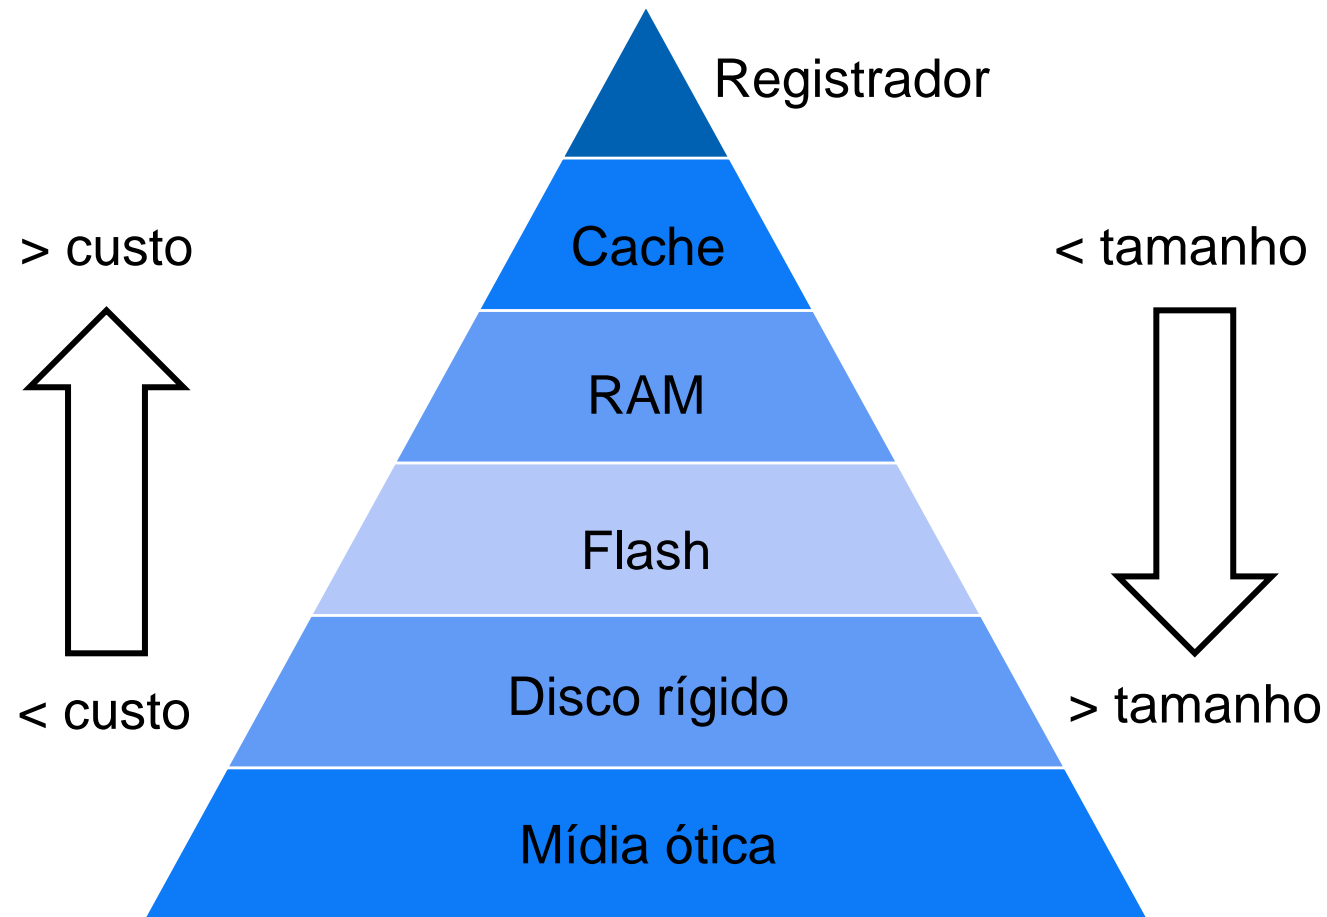 Registrador
> custo
Cache
< tamanho
RAM
Flash
Disco rígido
< custo
> tamanho
Mídia ótica